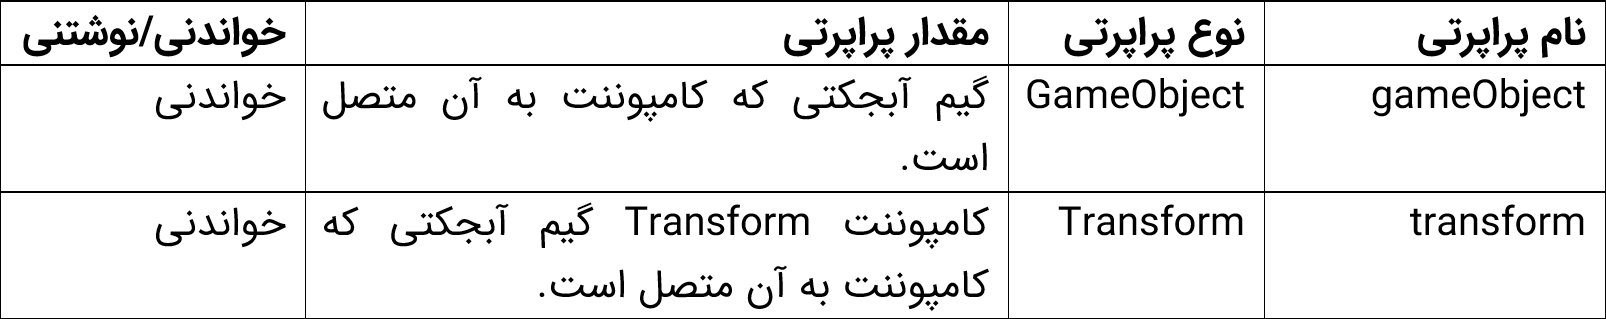 نام پراپرتی نوع پراپرتی مقدار پراپرتی خواندنی/نوشتنی
gameObject GameObject گیم آبجکتی که کامپوننت به آن متصل خواندنی
است.
transform Transform کامپوننت Transform گیم آبجکتی که خواندنی
کامپوننت به آن متصل است.